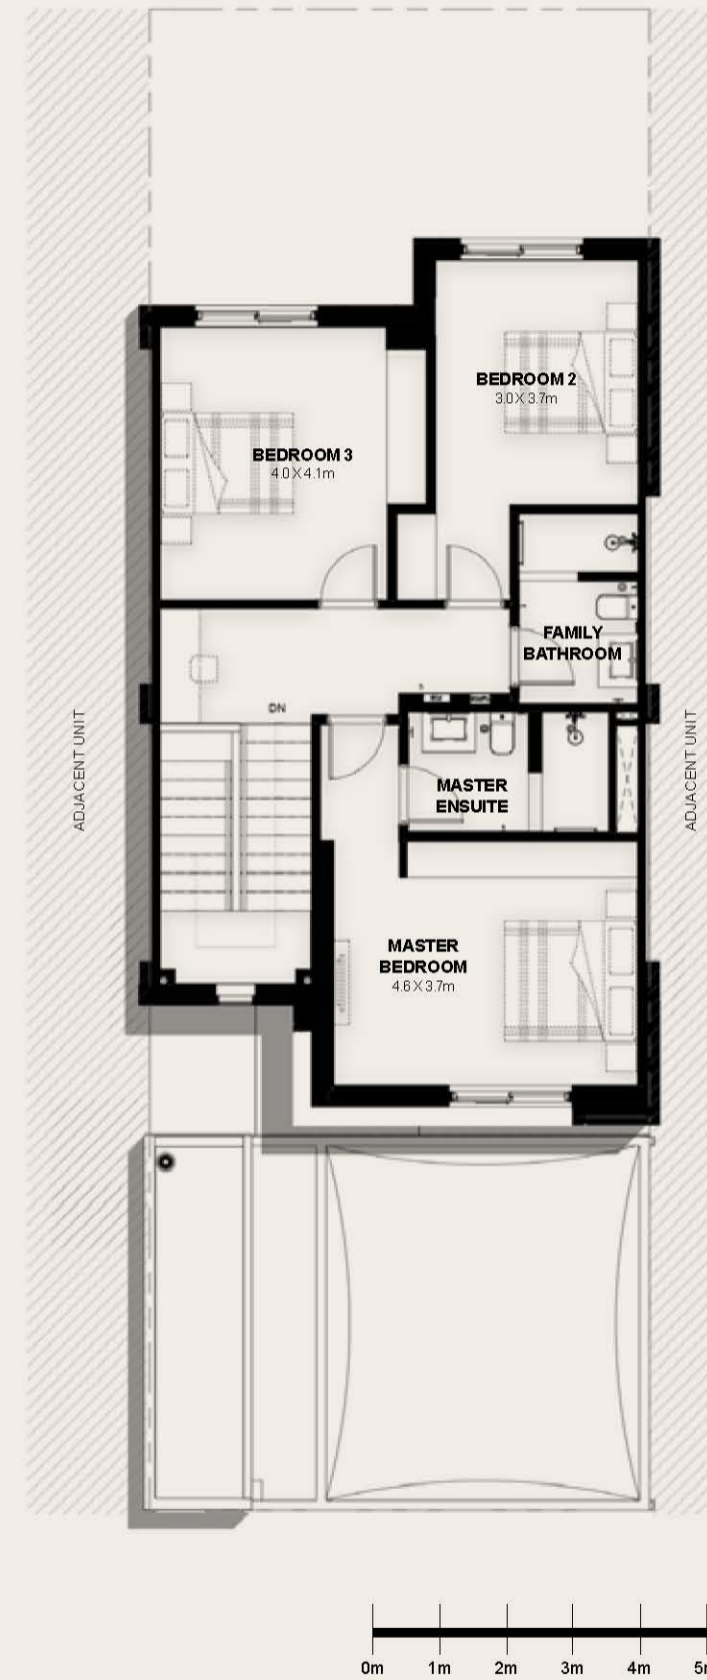 BEDROOM 2
3.0 X 3.7m
BEDROOM 3
4.0 X 4.1m
FAMILY
BATHROOM
DN
ADJACENT UNIT
ADJACENT UNIT
MASTER
ENSUITE
MASTER
BEDROOM
4.6 X 3.7m
0m 1m 2m 3m 4m